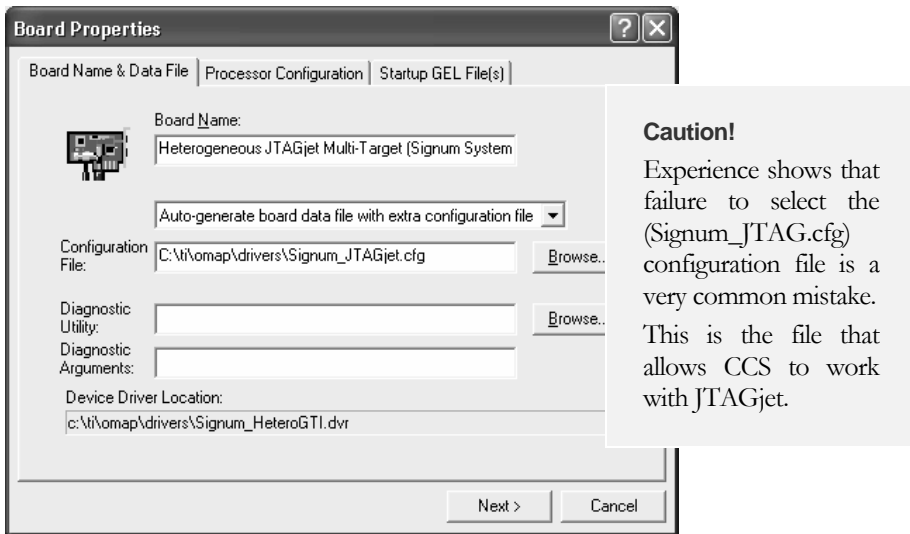 Board Properties
Board Name & Data File
Processor Configuration
Startup GEL File(s)
Board Name:
Heterogeneous JTAGjet Multi-Target (Signum System
Auto-generate board data file with extra configuration file
Configuration
File:
C:\ti\omap\drivers\Signum_JTAGjet.cfg
Browse..
Diagnostic
Utility:
Browse..
Diagnostic
Arguments:
Device Driver Location:
c:\ti\omap\drivers\Signum_HeteroGTI.dvr
Next >
Cancel
Caution!
Experience shows that
failure to select the
(Signum_JTAG.cfg)
configuration file is a
very common mistake.
This is the file that
allows CCS to work
with JTAGjet.